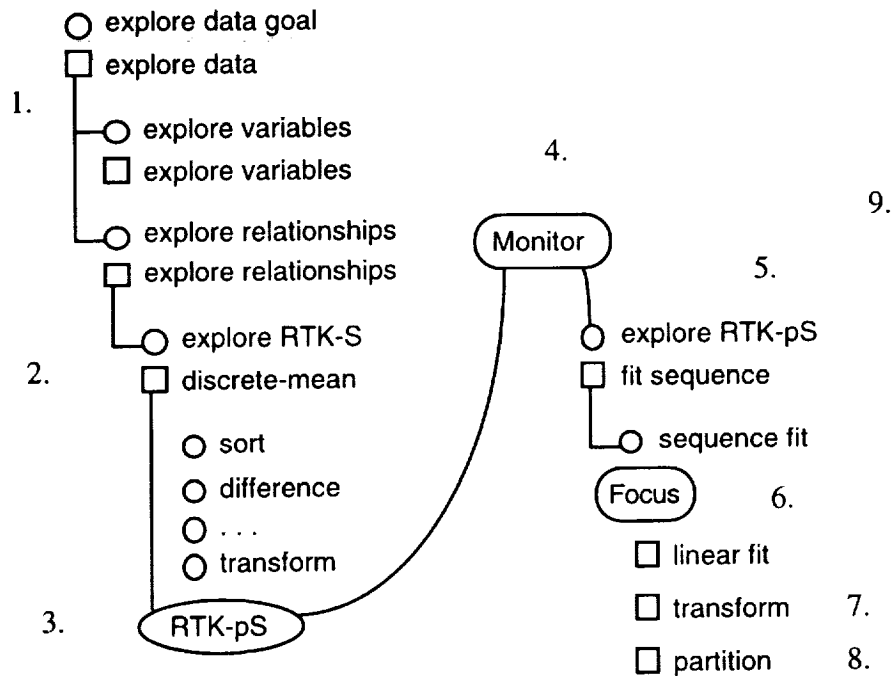 explore data goal
explore data
1.
explore variables
explore variables
explore relationships
explore relationships
explore RTK-S
2.
discrete-mean
sort
difference
. . .
transform
3.
RTK-pS
4.
Monitor
9.
5.
explore RTK-pS
fit sequence
sequence fit
Focus
6.
linear fit
transform
7.
partition
8.